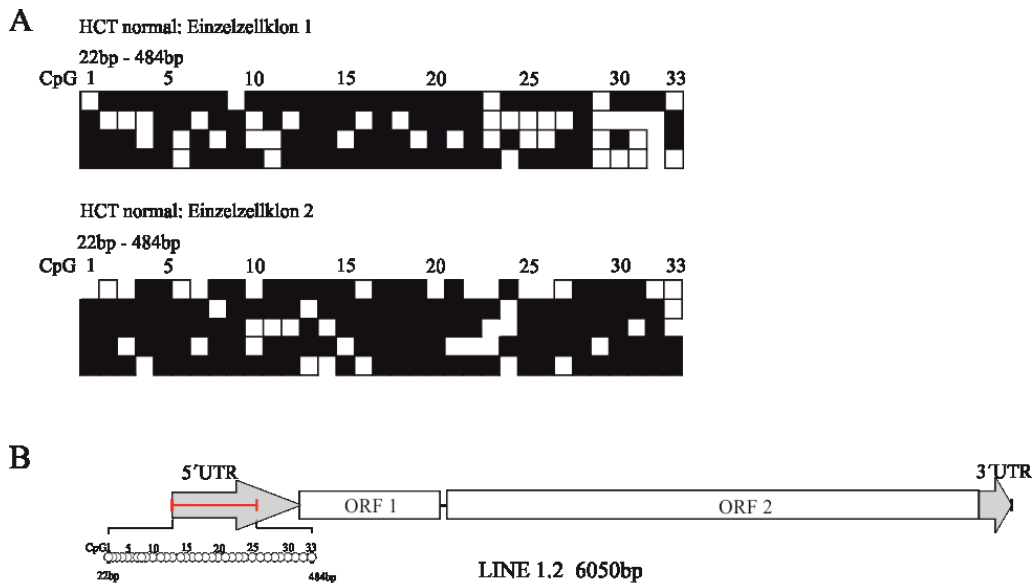 A
HCT normal: Einzelzellklon 1
22bp - 484bp
CpG 1 5 10 15 20 25 30 33
HCT normal: Einzelzellklon 2
22bp - 484bp
CpG 1 5 10 15 20 25 30 33
B
5´UTR
3´UTR
ORF 1
ORF 2
CpG1 5 10 15 20 25 30 33
22bp
484bp
LINE 1,2 6050bp